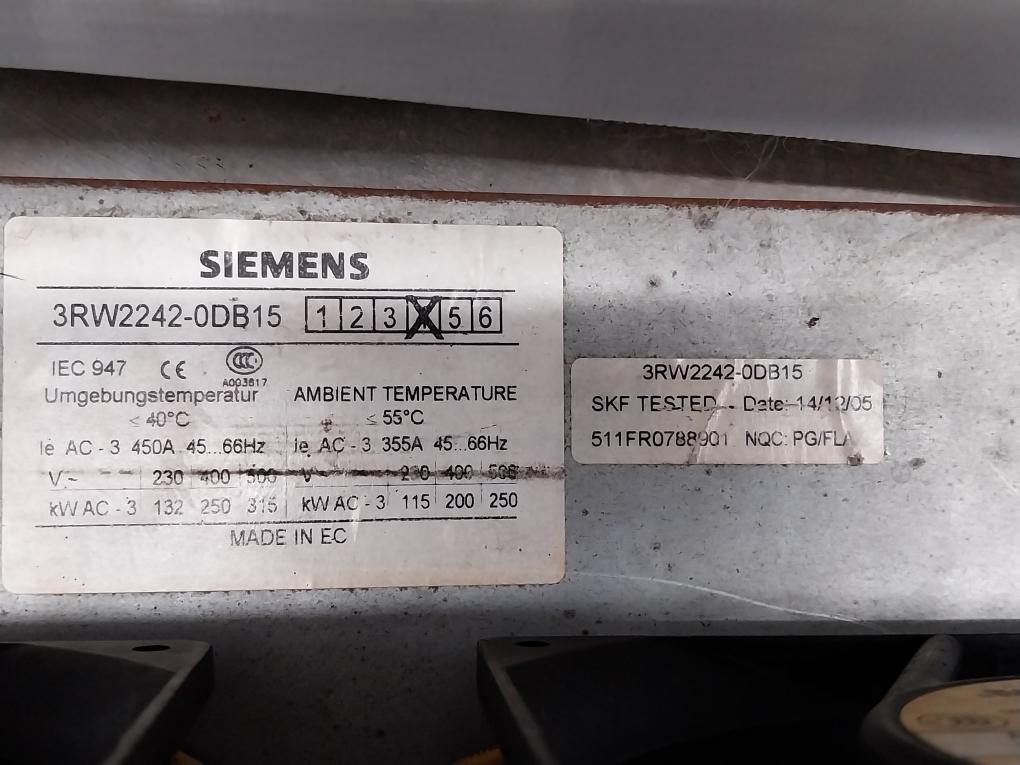 SIEMENS
3RW2242-0DB15 1 2 3 X 5 6
IEC 947 CE CCC
A003617
Umgebungstemperatur AMBIENT TEMPERATURE
≤ 40°C ≤ 55°C
Ie AC - 3 450A 45...66Hz Ie AC - 3 355A 45...66Hz
V~ 230 400 500 V~ 230 400 500
kW AC - 3 132 250 315 kW AC - 3 115 200 250
MADE IN EC
3RW2242-0DB15
SKF TESTED - Date: 14/12/05
511FR0788901 NQC: PG/FLA